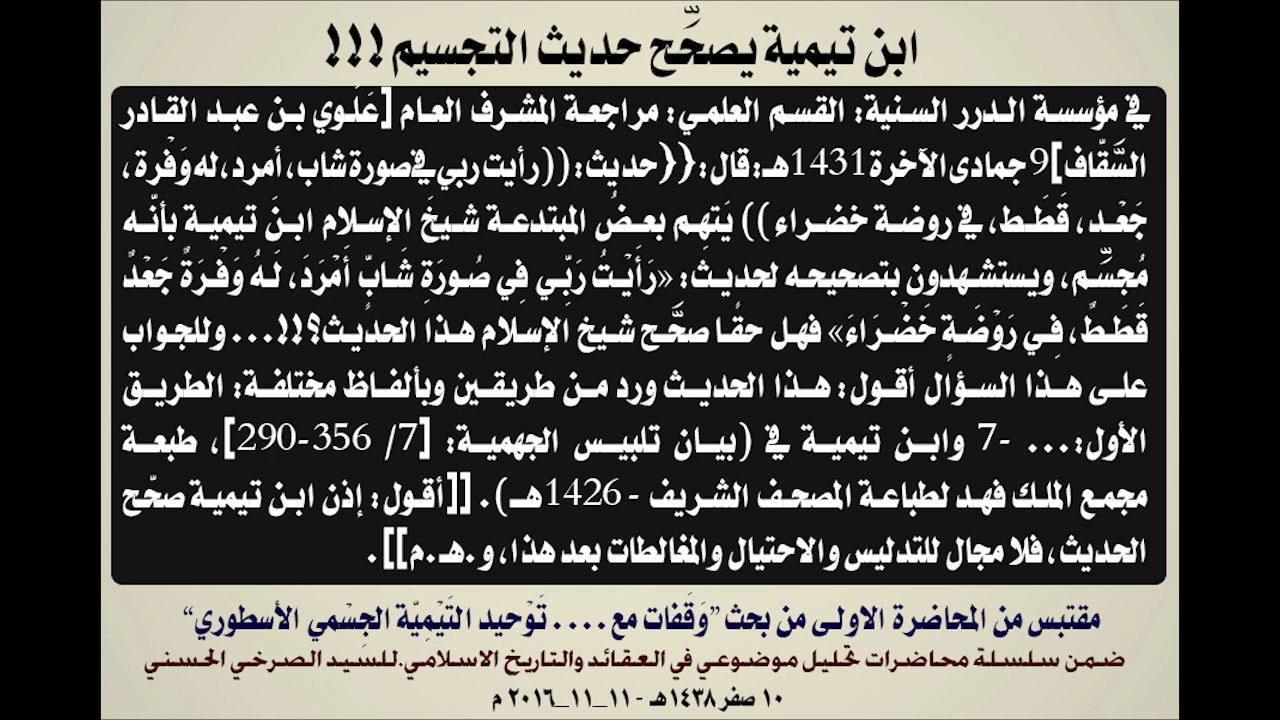 ابن تيمية يصحِّح حديث التجسيم!!!
في مؤسسة الدرر السنية: القسم العلمي: مراجعة المشرف العام [عَلَوي بن عبد القادر
السَّقّاف] 9 جمادى الآخرة 1431هـ: قال: {{حديث: ((رأيت ربي في صورة شاب، أمرد، له وَفْرة،
جَعْد، قَطَط، في روضة خضراء)) يَتهم بعضُ المبتدعة شيخَ الإسلام ابنَ تيمية بأنَّه
مُجسِّم، ويستشهدون بتصحيحه لحديث: «رَأَيْتُ رَبِّي فِي صُورَةِ شَابٍّ أَمْرَدَ، لَهُ وَفْرَةٌ جَعْدٌ
قَطَطٌ، فِي رَوْضَةٍ خَضْرَاءَ» فهل حقًا صحَّح شيخ الإسلام هذا الحديث؟!!... وللجواب
على هذا السؤال أقول: هذا الحديث ورد من طريقين وبألفاظ مختلفة: الطريق
الأول:... -7 وابن تيمية في (بيان تلبيس الجهمية: [7/ 356-290]، طبعة
مجمع الملك فهد لطباعة المصحف الشريف - 1426هـ). [[أقول: إذن ابن تيمية صحّح
الحديث، فلا مجال للتدليس والاحتيال والمغالطات بعد هذا، و.هـ.م]].
مقتبس من المحاضرة الاولى من بحث "وَقَفات مع .... تَوْحيد التَيْمِيَّة الجِسْمي الأسطوري"
ضمن سلسلة محاضرات تحليل موضوعي في العقائد والتاريخ الاسلامي.للسيد الصرخي الحسني
١٠ صفر ١٤٣٨هـ - ١١_١١_٢٠١٦ م